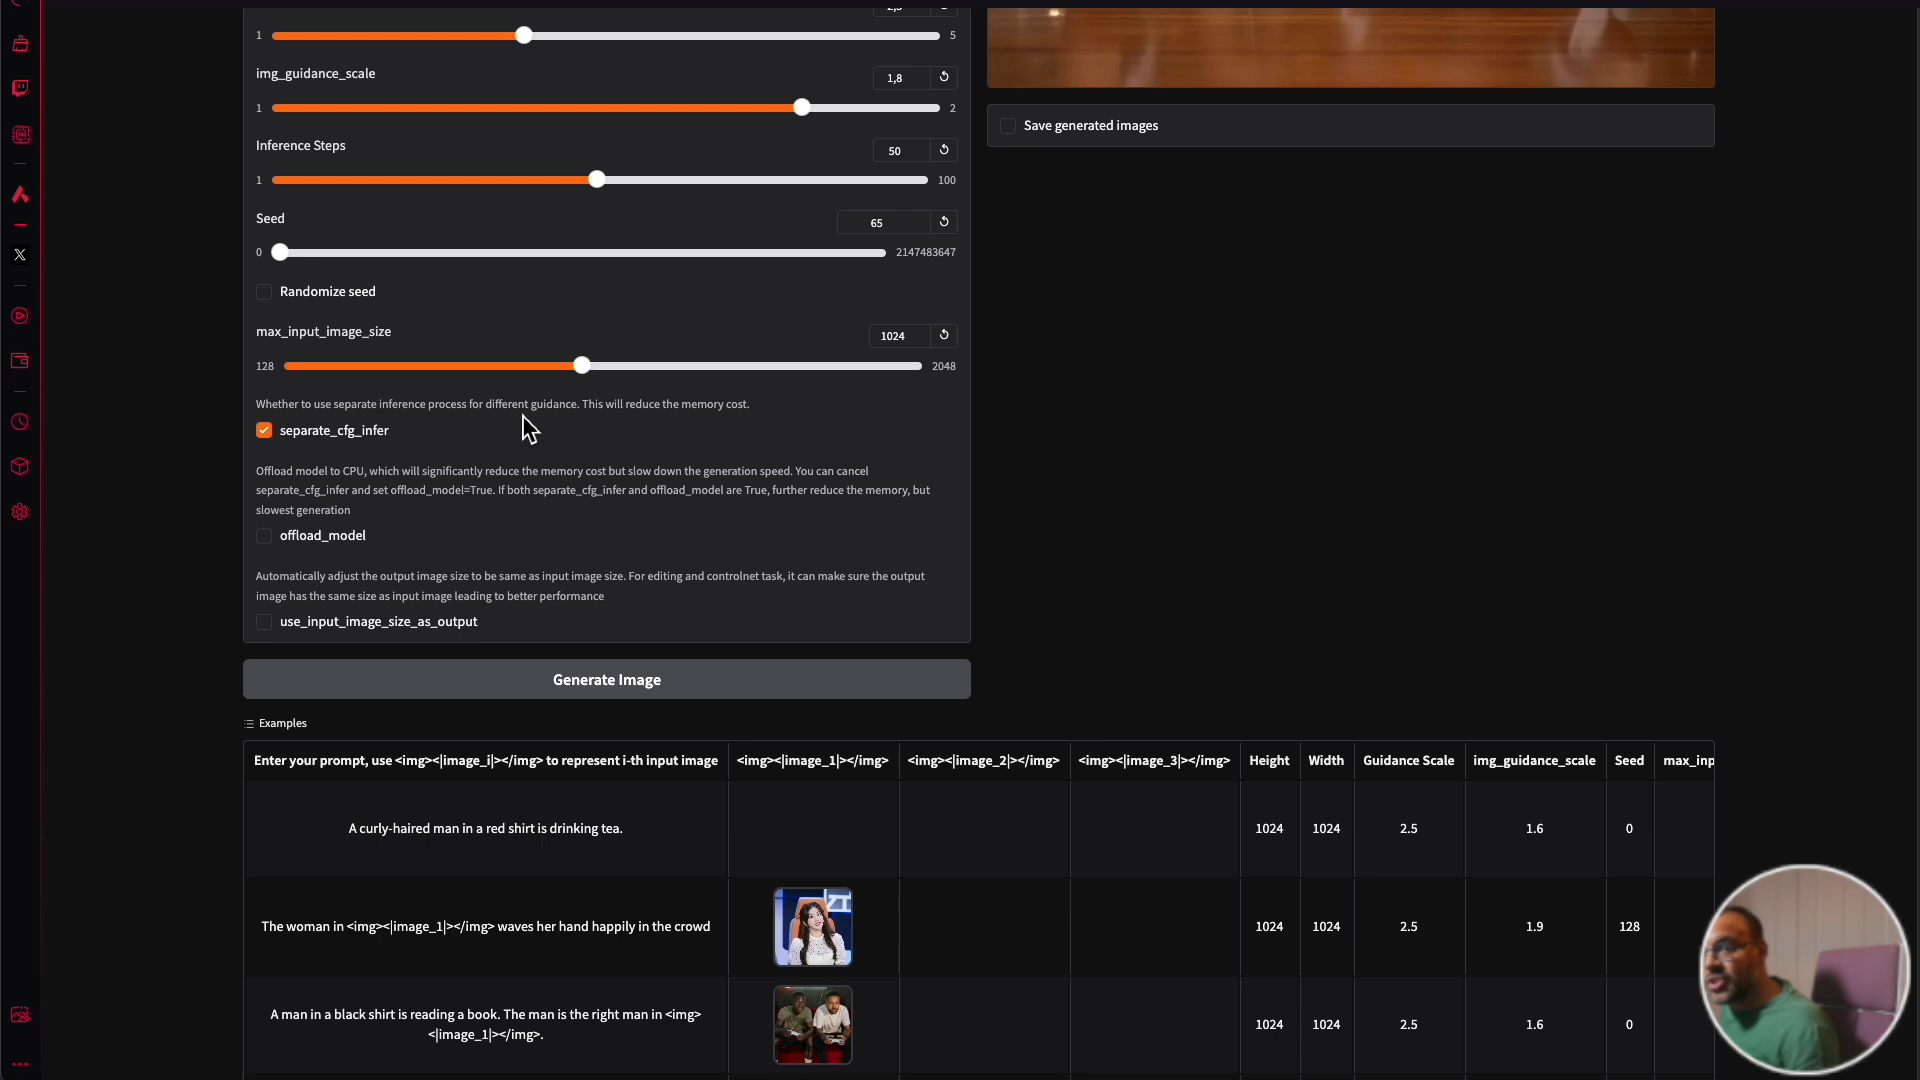 2,5
1
5
img_guidance_scale
1,8
1
2
Inference Steps
50
1
100
Seed
65
0
2147483647
Randomize seed
max_input_image_size
1024
128
2048
Whether to use separate inference process for different guidance. This will reduce the memory cost.
separate_cfg_infer
Offload model to CPU, which will significantly reduce the memory cost but slow down the generation speed. You can cancel
separate_cfg_infer and set offload_model=True. If both separate_cfg_infer and offload_model are True, further reduce the memory, but
slowest generation
offload_model
Automatically adjust the output image size to be same as input image size. For editing and controlnet task, it can make sure the output
image has the same size as input image leading to better performance
use_input_image_size_as_output
Generate Image
Save generated images
Examples
Enter your prompt, use <img><|image_i|></img> to represent i-th input image <img><|image_1|></img> <img><|image_2|></img> <img><|image_3|></img> Height Width Guidance Scale img_guidance_scale Seed max_inp
A curly-haired man in a red shirt is drinking tea. 1024 1024 2.5 1.6 0
The woman in <img><|image_1|></img> waves her hand happily in the crowd 1024 1024 2.5 1.9 128
A man in a black shirt is reading a book. The man is the right man in <img>
<|image_1|></img>. 1024 1024 2.5 1.6 0